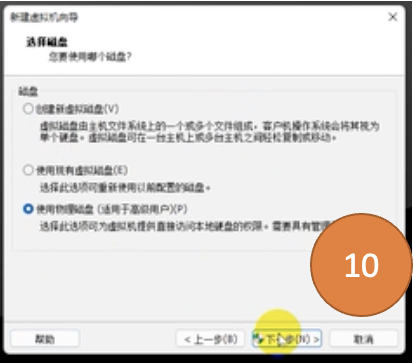 新建虚拟机向导
选择磁盘
您要使用哪个磁盘?
磁盘
创建新虚拟磁盘(V)
虚拟磁盘由主机文件系统上的一个或多个文件组成，客户机操作系统会将其视为
单个硬盘。虚拟磁盘可在一台主机上或多台主机之间轻松复制或移动。
使用现有虚拟磁盘(E)
选择此选项可重新使用以前配置的磁盘。
使用物理磁盘 (适用于高级用户)(P)
选择此选项可为虚拟机提供直接访问本地硬盘的权限。需要具有管理
10
帮助
< 上一步(B)
下一步(N) >
取消